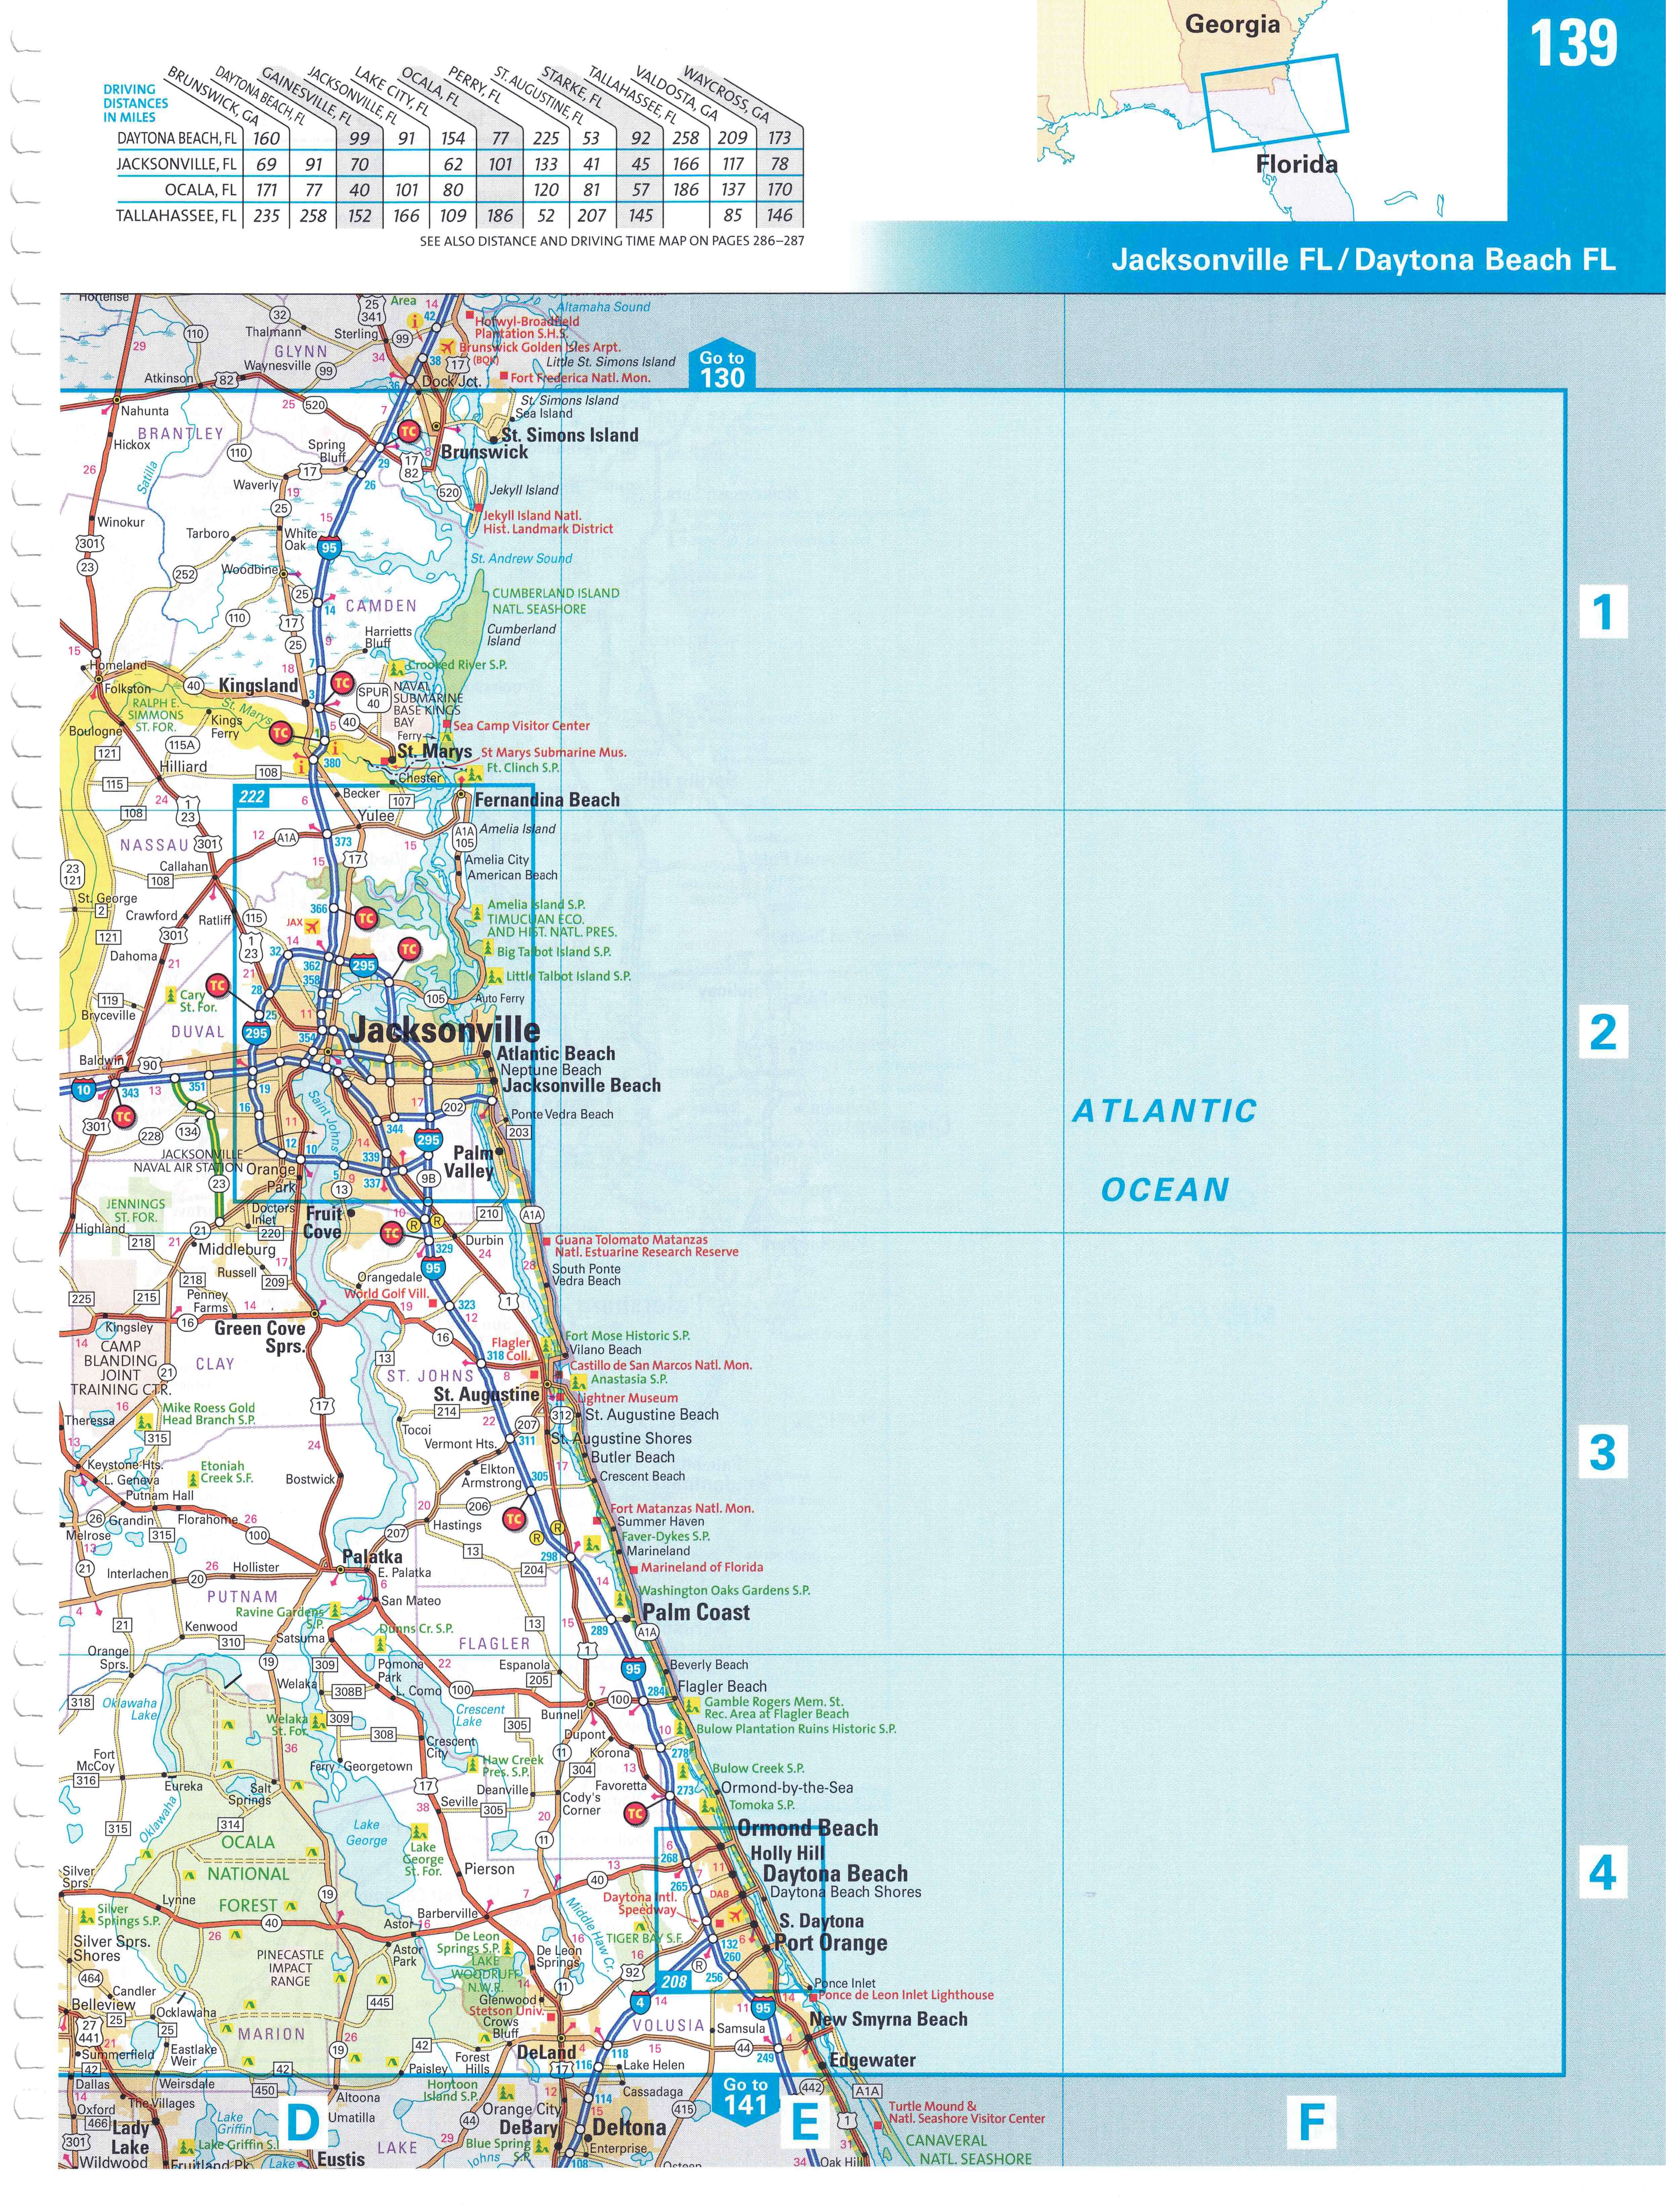 139
Georgia
Florida
Jacksonville FL / Daytona Beach FL
DRIVING
DISTANCES
IN MILES
BRUNSWICK, GA
DAYTONA BEACH, FL
GAINESVILLE, FL
JACKSONVILLE, FL
LAKE CITY, FL
OCALA, FL
PERRY, FL
ST. AUGUSTINE, FL
STARKE, FL
TALLAHASSEE, FL
VALDOSTA, GA
WAYCROSS, GA
DAYTONA BEACH, FL 160 99 91 154 77 225 53 92 258 209 173
JACKSONVILLE, FL 69 91 70 62 101 133 41 45 166 117 78
OCALA, FL 171 77 40 101 80 120 81 57 186 137 170
TALLAHASSEE, FL 235 258 152 166 109 186 52 207 145 85 146
SEE ALSO DISTANCE AND DRIVING TIME MAP ON PAGES 286–287
Hortense
Area
Altamaha Sound
Thalmann
Sterling
Hofwyl-Broadfield
Plantation S.H.S.
GLYNN
Brunswick Golden Isles Arpt.
(BQK)
Waynesville
Little St. Simons Island
Go to
130
Atkinson
Dock Jct.
Fort Frederica Natl. Mon.
Nahunta
St. Simons Island
Sea Island
BRANTLEY
St. Simons Island
Hickox
Spring
Bluff
Brunswick
Satilla
Waverly
Jekyll Island
Winokur
Jekyll Island Natl.
Hist. Landmark District
Tarboro
White
Oak
St. Andrew Sound
Woodbine
CUMBERLAND ISLAND
NATL. SEASHORE
CAMDEN
Harrietts
Bluff
Cumberland
Island
1
Homeland
Crooked River S.P.
Folkston
Kingsland
NAVAL
SUBMARINE
BASE KINGS
BAY
SPUR
40
RALPH E.
SIMMONS
ST. FOR.
St. Marys
Kings
Ferry
Boulogne
Sea Camp Visitor Center
Ferry
St. Marys
St Marys Submarine Mus.
Hilliard
Ft. Clinch S.P.
Chester
222
Becker
Fernandina Beach
Yulee
Amelia Island
NASSAU
Callahan
Amelia City
American Beach
St. George
Crawford
Ratliff
Amelia Island S.P.
TIMUCUAN ECO.
AND HIST. NATL. PRES.
JAX
Dahoma
Big Talbot Island S.P.
Little Talbot Island S.P.
Cary
St. For.
Auto Ferry
Bryceville
DUVAL
Jacksonville
2
Baldwin
Atlantic Beach
Neptune Beach
Jacksonville Beach
Saint Johns
Ponte Vedra Beach
ATLANTIC
OCEAN
JACKSONVILLE
NAVAL AIR STATION
Orange
Park
Palm
Valley
JENNINGS
ST. FOR.
Doctors
Inlet
Fruit
Cove
Highland
Middleburg
Durbin
Guana Tolomato Matanzas
Natl. Estuarine Research Reserve
Russell
Orangedale
South Ponte
Vedra Beach
Penney
Farms
World Golf Vill.
Kingsley
Green Cove
Sprs.
CAMP
BLANDING
JOINT
TRAINING CTR.
CLAY
Flagler
Coll.
Fort Mose Historic S.P.
Vilano Beach
Castillo de San Marcos Natl. Mon.
ST. JOHNS
Anastasia S.P.
St. Augustine
Lightner Museum
Theressa
Mike Roess Gold
Head Branch S.P.
St. Augustine Beach
Tocoi
Vermont Hts.
St. Augustine Shores
3
Keystone Hts.
Etoniah
Creek S.F.
Butler Beach
L. Geneva
Bostwick
Elkton
Armstrong
Crescent Beach
Putnam Hall
Fort Matanzas Natl. Mon.
Grandin
Florahome
Hastings
Summer Haven
Melrose
Faver-Dykes S.P.
Palatka
Marineland
Interlachen
Hollister
E. Palatka
Marineland of Florida
PUTNAM
San Mateo
Washington Oaks Gardens S.P.
Ravine Gardens
S.P.
Dunns Cr. S.P.
Palm Coast
Kenwood
Satsuma
FLAGLER
Orange
Sprs.
Pomona
Park
Espanola
Beverly Beach
Welaka
L. Como
Flagler Beach
Oklawaha
Lake
Bunnell
Gamble Rogers Mem. St.
Rec. Area at Flagler Beach
Welaka
St. For.
Crescent
Lake
Dupont
Bulow Plantation Ruins Historic S.P.
Fort
McCoy
Ferry
Georgetown
Crescent
City
Haw Creek
Pres. S.P.
Korona
Bulow Creek S.P.
Eureka
Salt
Springs
Deanville
Favoretta
Ormond-by-the-Sea
Oklawaha
Seville
Cody's
Corner
Tomoka S.P.
Lake
George
OCALA
NATIONAL
FOREST
Lake
George
St. For.
Ormond Beach
Holly Hill
Silver
Sprs.
Pierson
Daytona Beach
4
Lynne
Daytona Intl.
Speedway
DAB
Daytona Beach Shores
Silver
Springs S.P.
Barberville
Astor
S. Daytona
Silver Sprs.
Shores
PINECASTLE
IMPACT
RANGE
Astor
Park
De Leon
Springs S.P.
De Leon
Springs
Middle Haw Cr.
TIGER BAY S.F.
Port Orange
LAKE
WOODRUFF
N.W.R.
208
Candler
Glenwood
Ponce Inlet
Belleview
Ocklawaha
Stetson Univ.
Ponce de Leon Inlet Lighthouse
MARION
Crows
Bluff
VOLUSIA
Samsula
New Smyrna Beach
Summerfield
Eastlake
Weir
Forest
Hills
DeLand
Lake Helen
Edgewater
Dallas
Weirsdale
Paisley
Go to
141
Oxford
The Villages
Altoona
Hontoon
Island S.P.
Orange City
Cassadaga
Turtle Mound &
Natl. Seashore Visitor Center
Lady
Lake
Lake
Griffin
D
Umatilla
DeBary
Deltona
E
F
Wildwood
Lake Griffin S.
LAKE
Blue Spring
S.P.
Enterprise
CANAVERAL
NATL. SEASHORE
Fruitland Pk.
Lake
Eustis
Johns
Osteen
Oak Hill